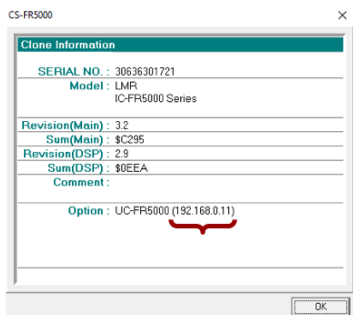 CS-FR5000
Clone Information
SERIAL NO. : 30636301721
Model : LMR
IC-FR5000 Series
Revision(Main) : 3.2
Sum(Main) : $C295
Revision(DSP) : 2.9
Sum(DSP) : $0EEA
Comment :
Option : UC-FR5000 (192.168.0.11)
OK